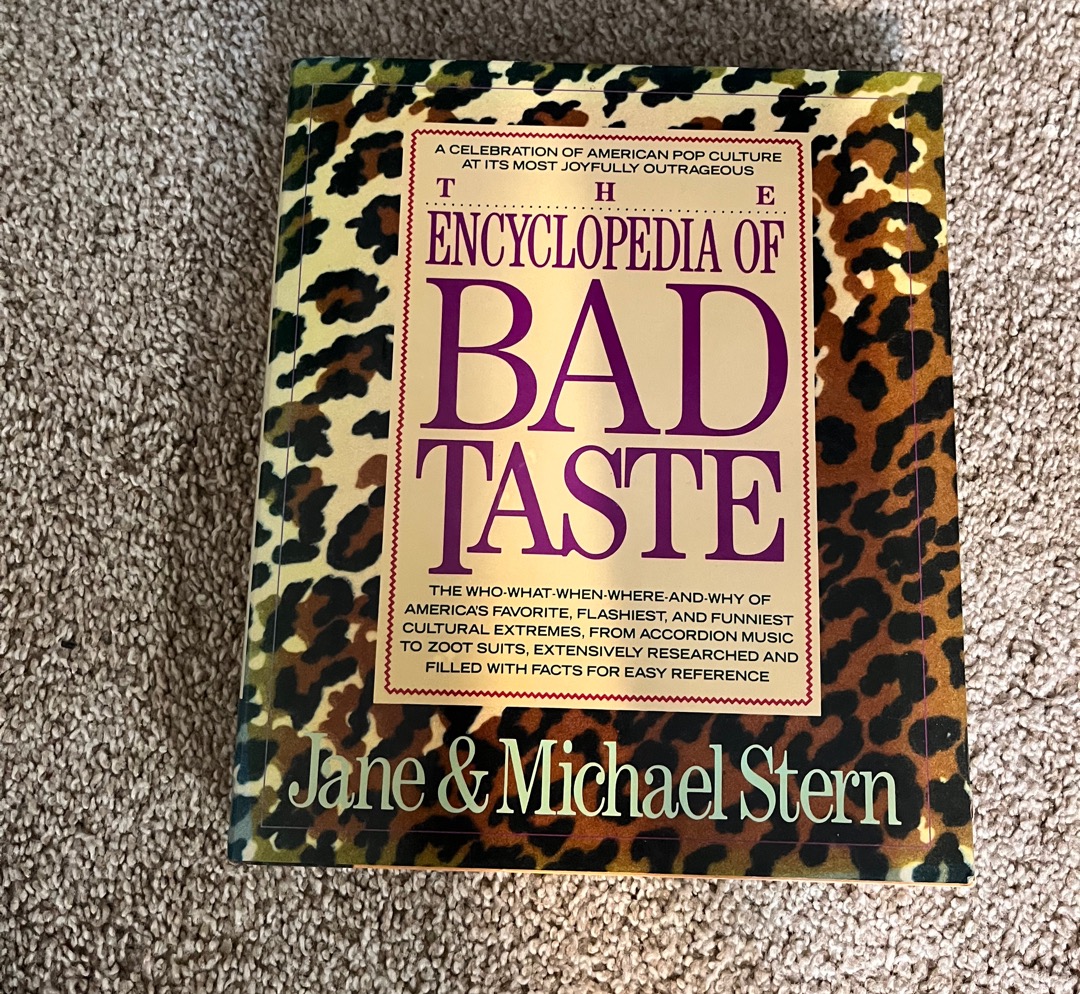 A CELEBRATION OF AMERICAN POP CULTURE
AT ITS MOST JOYFULLY OUTRAGEOUS
THE
ENCYCLOPEDIA OF
BAD
TASTE
THE WHO-WHAT-WHEN-WHERE-AND-WHY OF
AMERICA'S FAVORITE, FLASHIEST, AND FUNNIEST
CULTURAL EXTREMES, FROM ACCORDION MUSIC
TO ZOOT SUITS, EXTENSIVELY RESEARCHED AND
FILLED WITH FACTS FOR EASY REFERENCE
Jane & Michael Stern